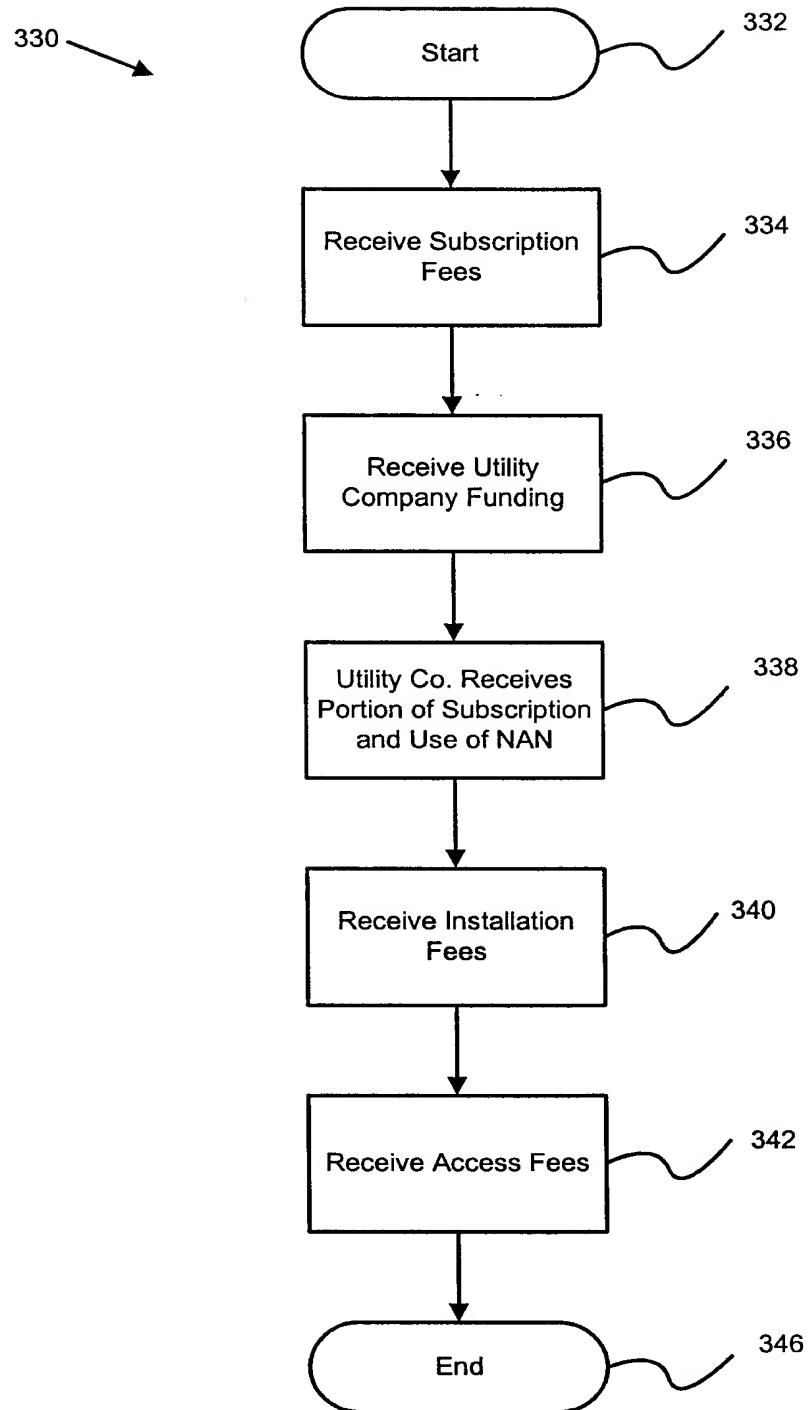 330
Start
332
Receive Subscription
Fees
334
Receive Utility
Company Funding
336
Utility Co. Receives
Portion of Subscription
and Use of NAN
338
Receive Installation
Fees
340
Receive Access Fees
342
End
346